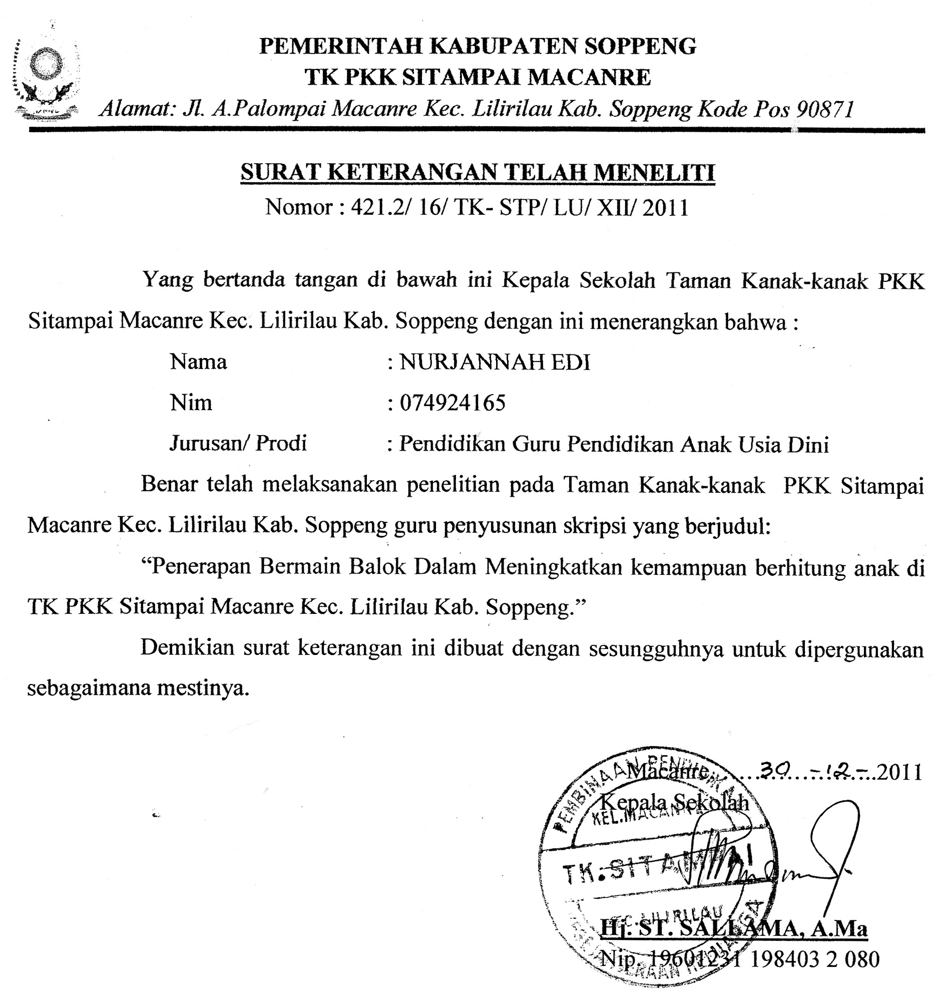 PEMERINTAH KABUPATEN SOPPENG
TK PKK SITAMPAI MACANRE
Alamat: Jl. A.Palompai Macanre Kec. Lilirilau Kab. Soppeng Kode Pos 90871
SURAT KETERANGAN TELAH MENELITI
Nomor : 421.2/ 16/ TK- STP/ LU/ XII/ 2011
Yang bertanda tangan di bawah ini Kepala Sekolah Taman Kanak-kanak PKK
Sitampai Macanre Kec. Lilirilau Kab. Soppeng dengan ini menerangkan bahwa :
Nama : NURJANNAH EDI
Nim : 074924165
Jurusan/ Prodi : Pendidikan Guru Pendidikan Anak Usia Dini
Benar telah melaksanakan penelitian pada Taman Kanak-kanak PKK Sitampai
Macanre Kec. Lilirilau Kab. Soppeng guru penyusunan skripsi yang berjudul:
“Penerapan Bermain Balok Dalam Meningkatkan kemampuan berhitung anak di
TK PKK Sitampai Macanre Kec. Lilirilau Kab. Soppeng.”
Demikian surat keterangan ini dibuat dengan sesungguhnya untuk dipergunakan
sebagaimana mestinya.
Macanre, 30 - 12 - 2011
Kepala Sekolah
PEMBINAAN PENDIDIKAN
KEL.MACANRE
TK.SITAMPAI
KEC.LILIRILAU
KESEJAHTERAAN KELUARGA
Hj. ST. SALLAMA, A.Ma
Nip. 19601231 198403 2 080